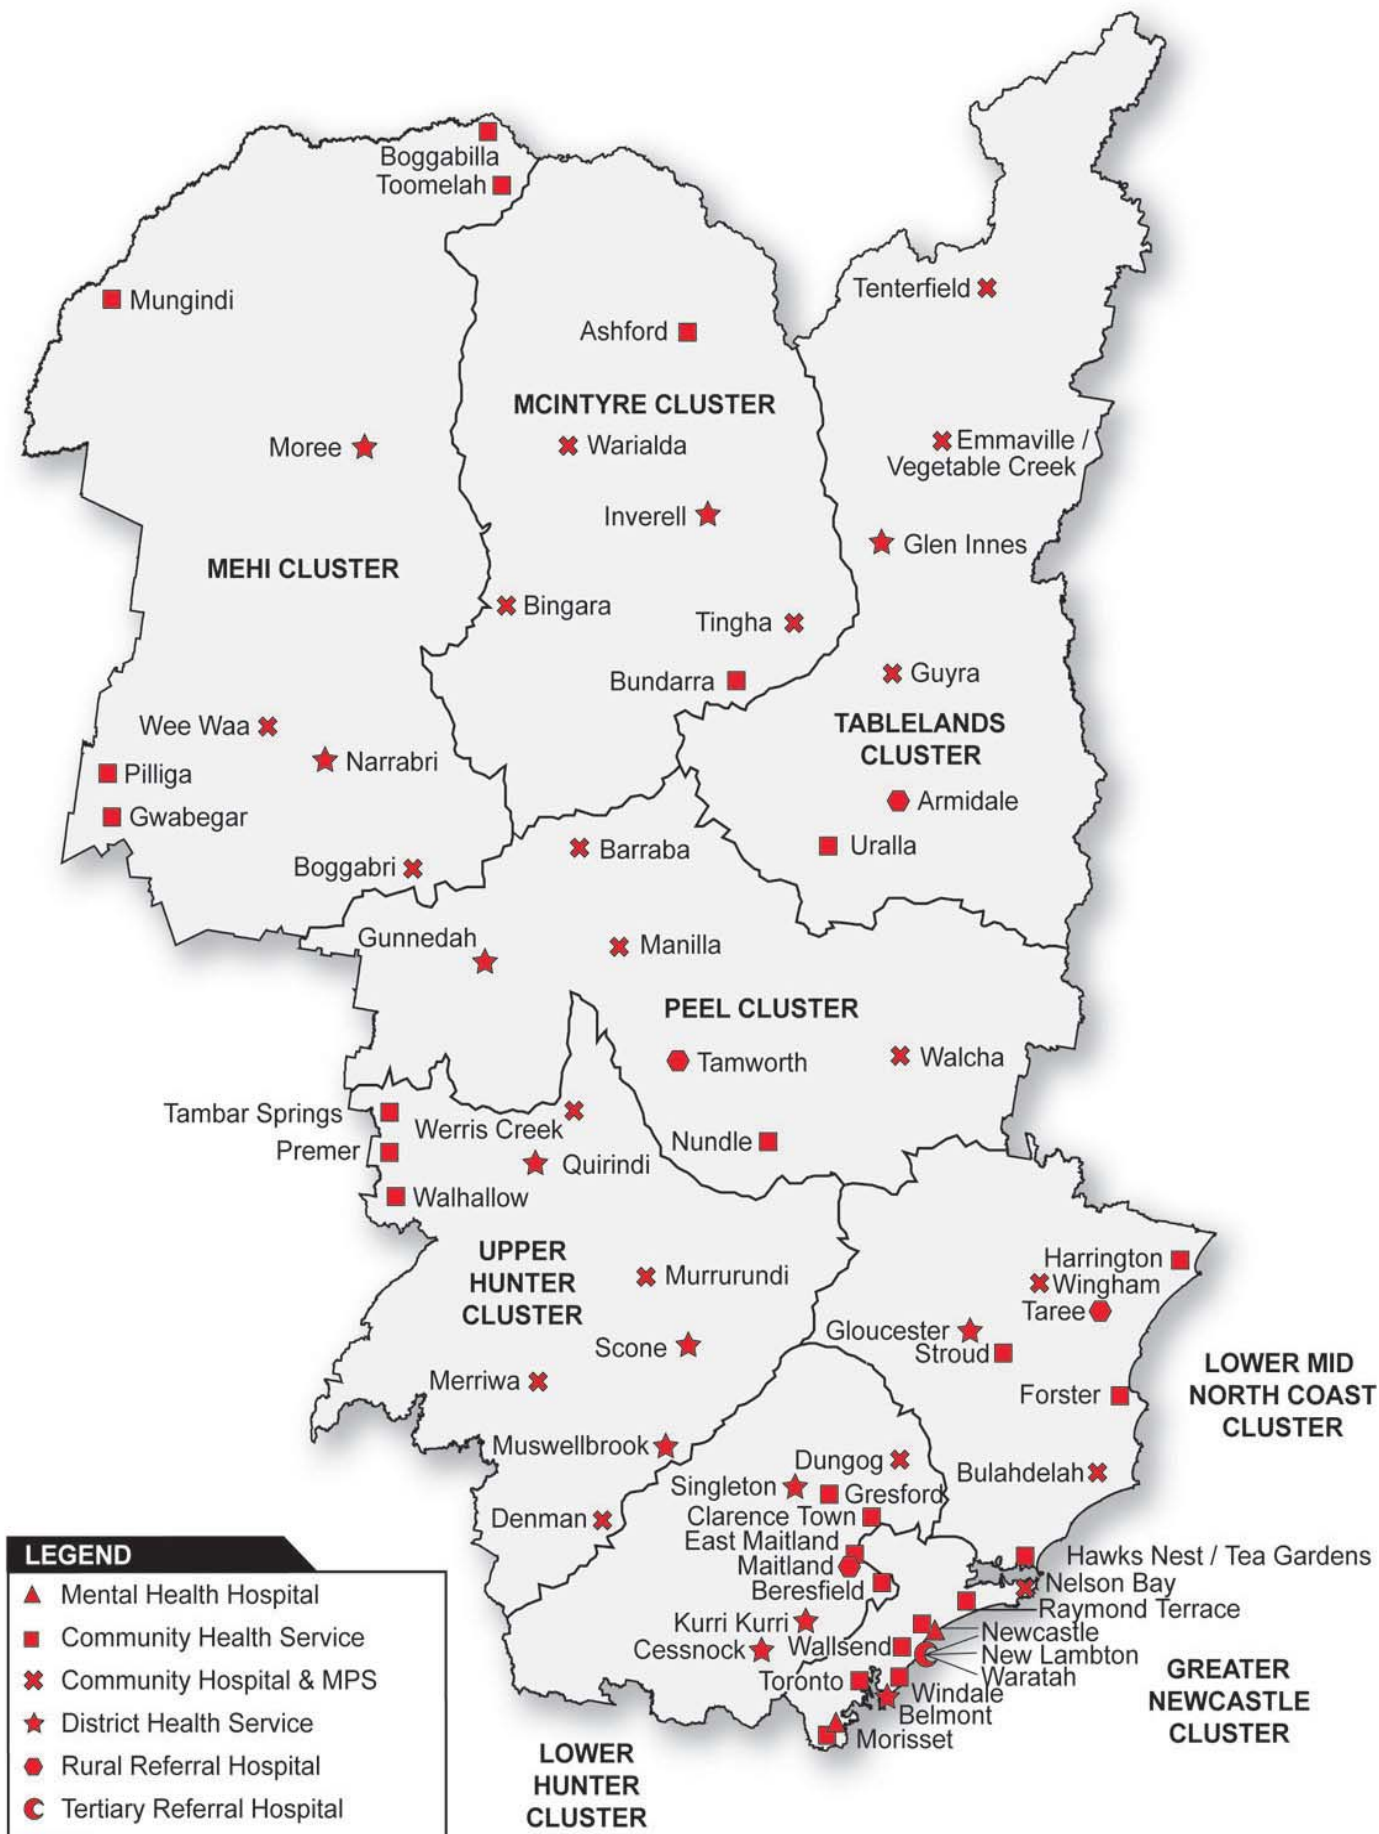 Boggabilla
Toomelah
Mungindi
Tenterfield
Ashford
MCINTYRE CLUSTER
Moree
Warialda
Emmaville /
Vegetable Creek
Inverell
Glen Innes
MEHI CLUSTER
Bingara
Tingha
Guyra
Bundarra
Wee Waa
TABLELANDS
CLUSTER
Narrabri
Pilliga
Armidale
Gwabegar
Uralla
Barraba
Boggabri
Gunnedah
Manilla
PEEL CLUSTER
Tamworth
Walcha
Tambar Springs
Werris Creek
Nundle
Premer
Quirindi
Walhallow
UPPER
HUNTER
CLUSTER
Murrurundi
Harrington
Wingham
Taree
Gloucester
Stroud
Scone
LOWER MID
NORTH COAST
CLUSTER
Merriwa
Forster
Muswellbrook
Dungog
Bulahdelah
Singleton
Gresford
Clarence Town
Denman
East Maitland
Maitland
Beresfield
Hawks Nest / Tea Gardens
Nelson Bay
Raymond Terrace
Kurri Kurri
Newcastle
Cessnock
Wallsend
New Lambton
Waratah
Toronto
Windale
Belmont
Morisset
GREATER
NEWCASTLE
CLUSTER
LOWER
HUNTER
CLUSTER
LEGEND
Mental Health Hospital
Community Health Service
Community Hospital & MPS
District Health Service
Rural Referral Hospital
Tertiary Referral Hospital